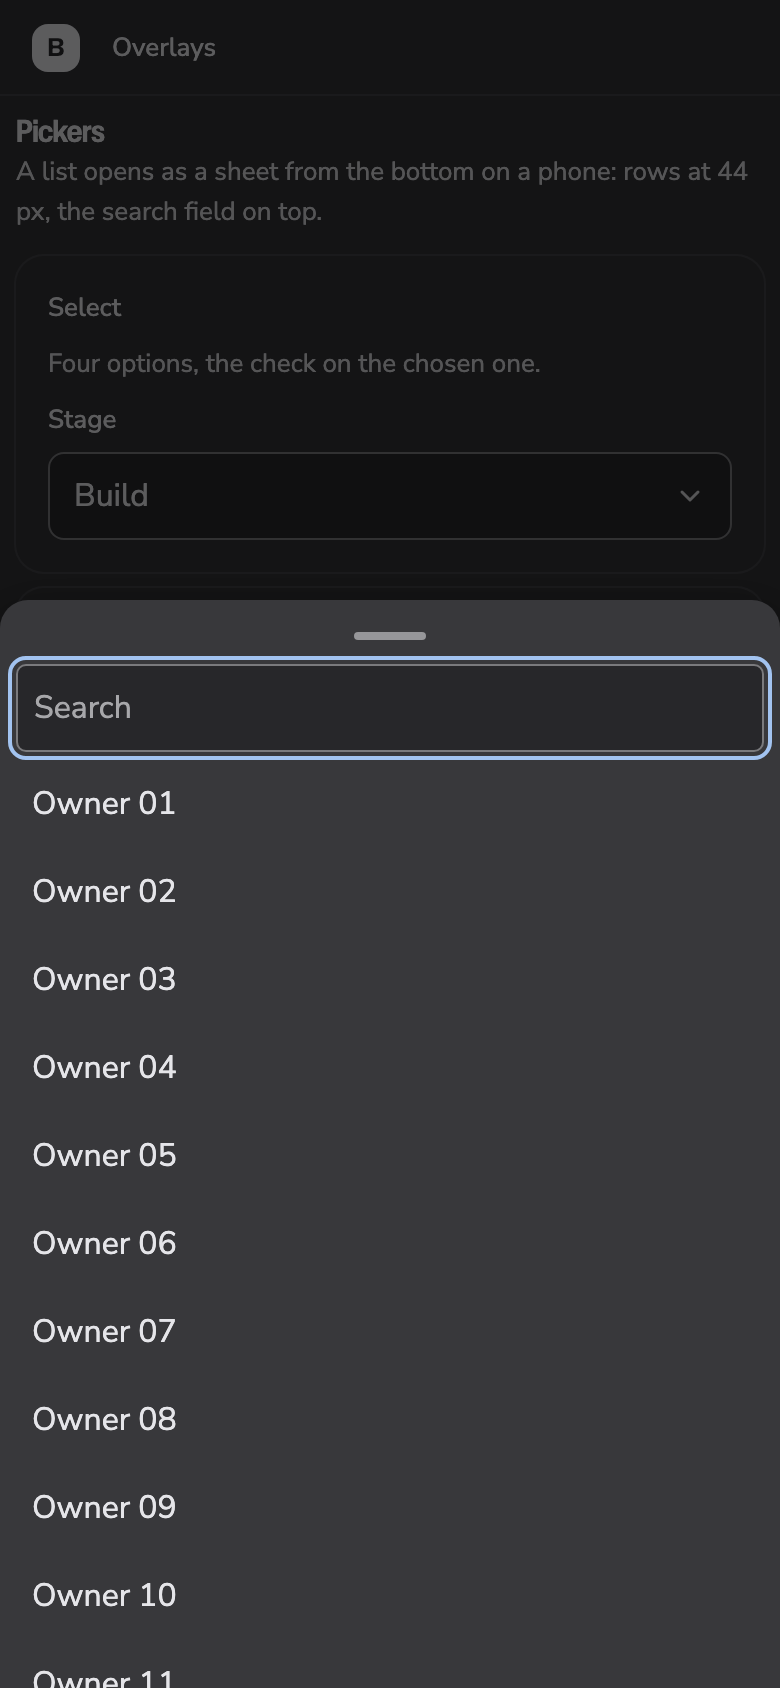 B
Overlays
Pickers
A list opens as a sheet from the bottom on a phone: rows at 44
px, the search field on top.
Select
Four options, the check on the chosen one.
Stage
Build
Search
Owner 01
Owner 02
Owner 03
Owner 04
Owner 05
Owner 06
Owner 07
Owner 08
Owner 09
Owner 10
Owner 11